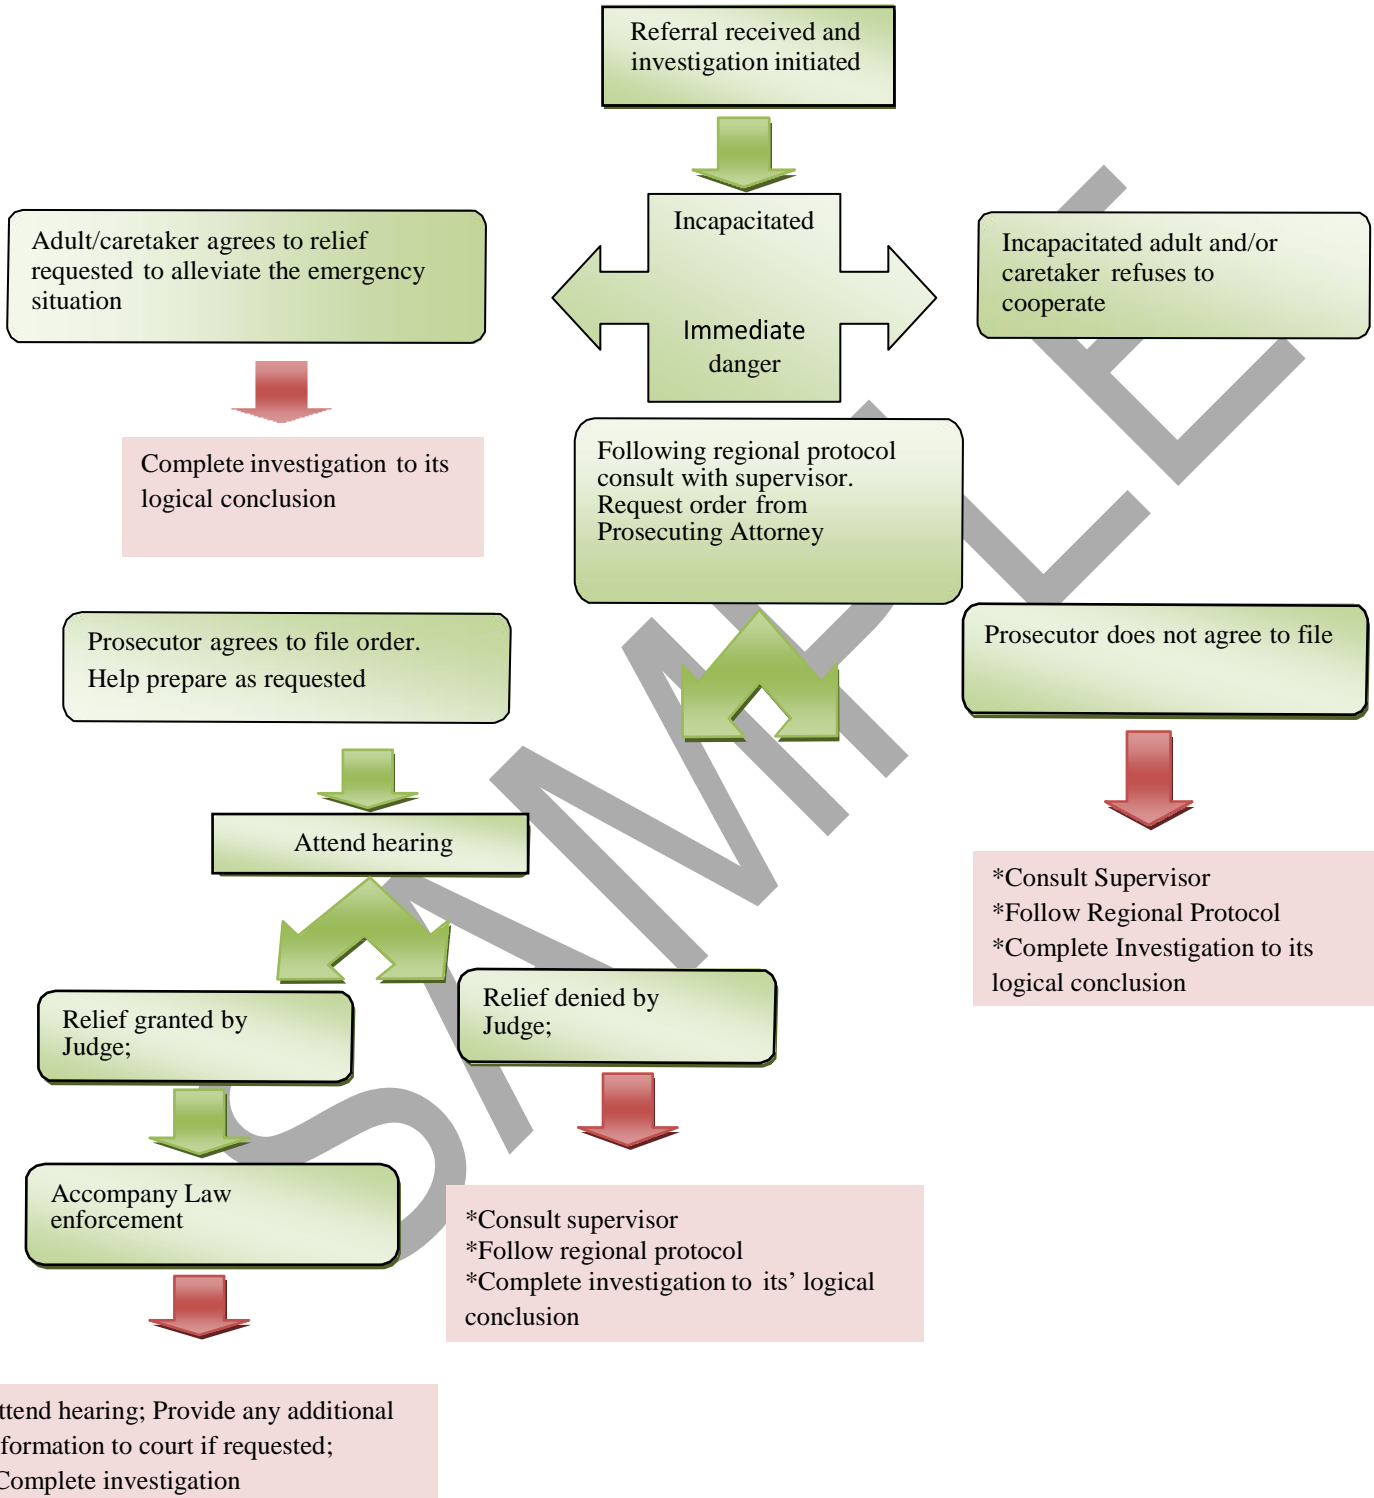 Referral received and
investigation initiated
Incapacitated
Immediate
danger
Adult/caretaker agrees to relief
requested to alleviate the emergency
situation
Incapacitated adult and/or
caretaker refuses to
cooperate
Complete investigation to its
logical conclusion
Following regional protocol
consult with supervisor.
Request order from
Prosecuting Attorney
Prosecutor agrees to file order.
Help prepare as requested
Prosecutor does not agree to file
Attend hearing
*Consult Supervisor
*Follow Regional Protocol
*Complete Investigation to its
logical conclusion
Relief granted by
Judge;
Relief denied by
Judge;
Accompany Law
enforcement
*Consult supervisor
*Follow regional protocol
*Complete investigation to its’ logical
conclusion
ttend hearing; Provide any additional
formation to court if requested;
Complete investigation
SAMPLE